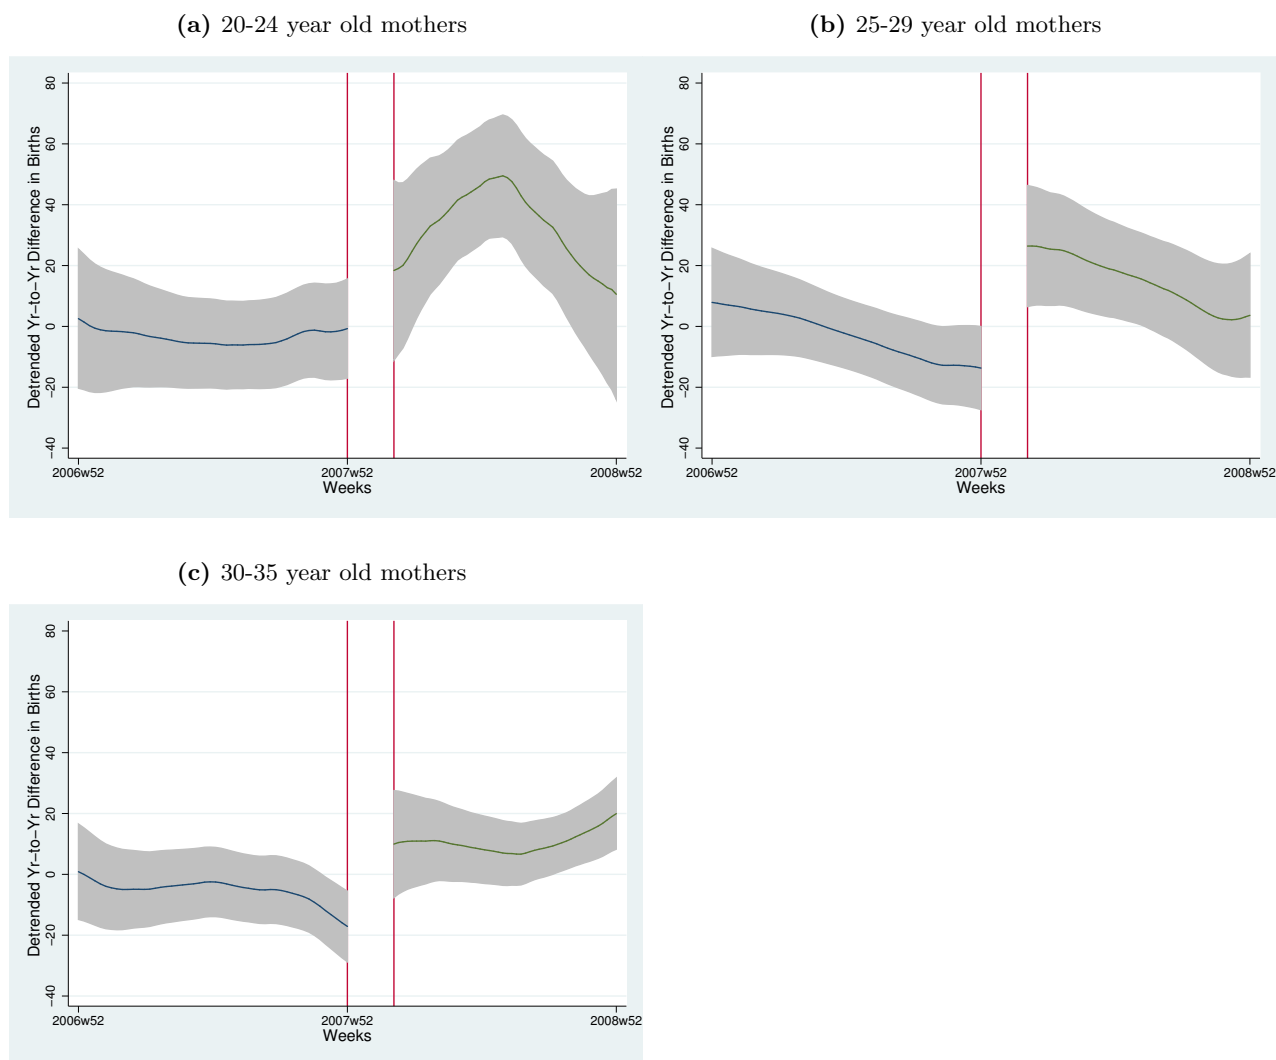 (a) 20-24 year old mothers
(b) 25-29 year old mothers
Detrended Yr-to-Yr Difference in Births
80
60
40
20
0
-20
-40
2006w52
2007w52
2008w52
Weeks
Detrended Yr-to-Yr Difference in Births
80
60
40
20
0
-20
-40
2006w52
2007w52
2008w52
Weeks
(c) 30-35 year old mothers
Detrended Yr-to-Yr Difference in Births
80
60
40
20
0
-20
-40
2006w52
2007w52
2008w52
Weeks